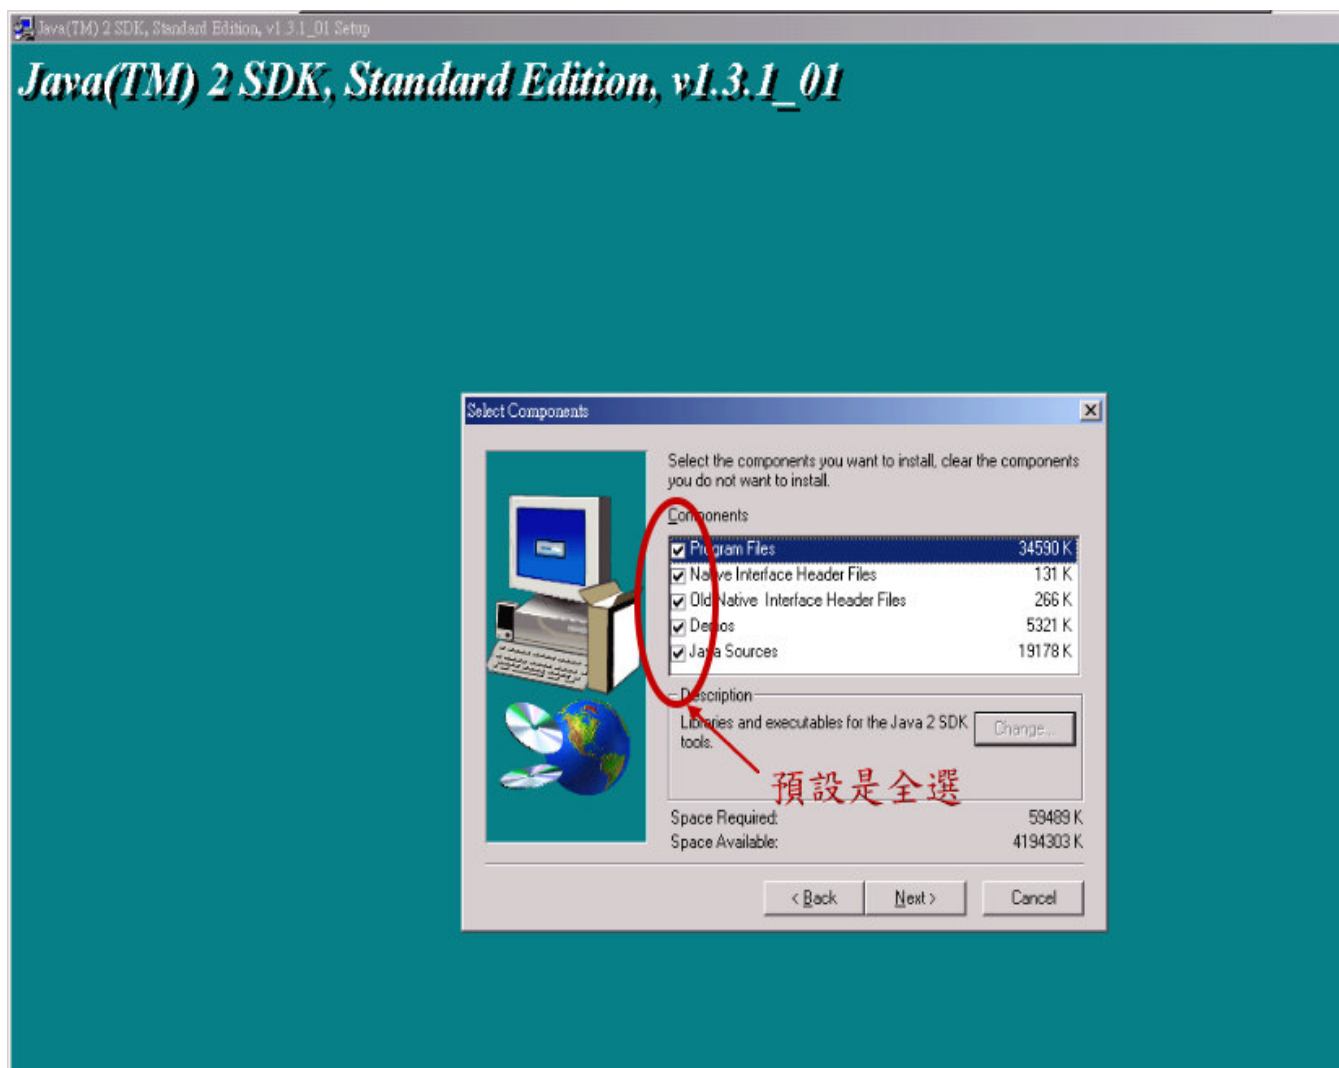 Java(TM) 2 SDK, Standard Edition, v1.3.1_01 Setup
Java(TM) 2 SDK, Standard Edition, v1.3.1_01
Select Components
Select the components you want to install, clear the components
you do not want to install.
Components
Program Files 34590 K
Native Interface Header Files 131 K
Old Native Interface Header Files 266 K
Demos 5321 K
Java Sources 19178 K
Description
Libraries and executables for the Java 2 SDK
tools.
Change...
預設是全選
Space Required: 59489 K
Space Available: 4194303 K
< Back Next > Cancel